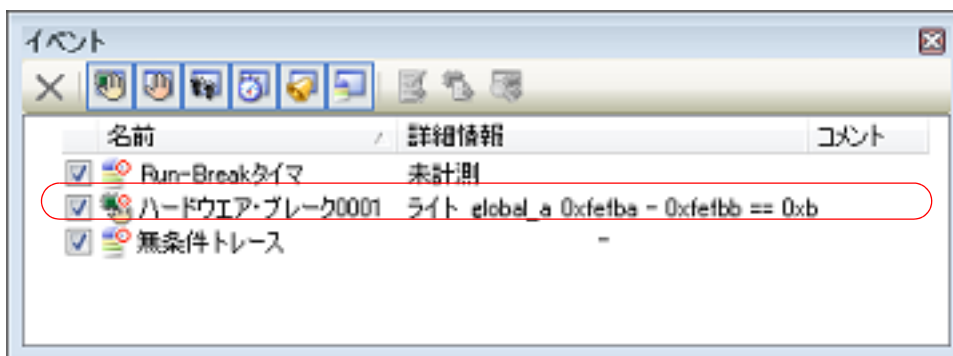 イベント
名前 詳細情報 コメント
Run-Breakタイマ 未計測
ハードウエア・ブレーク0001 ライト global_a 0xfefba - 0xfefbb == 0xb
無条件トレース -